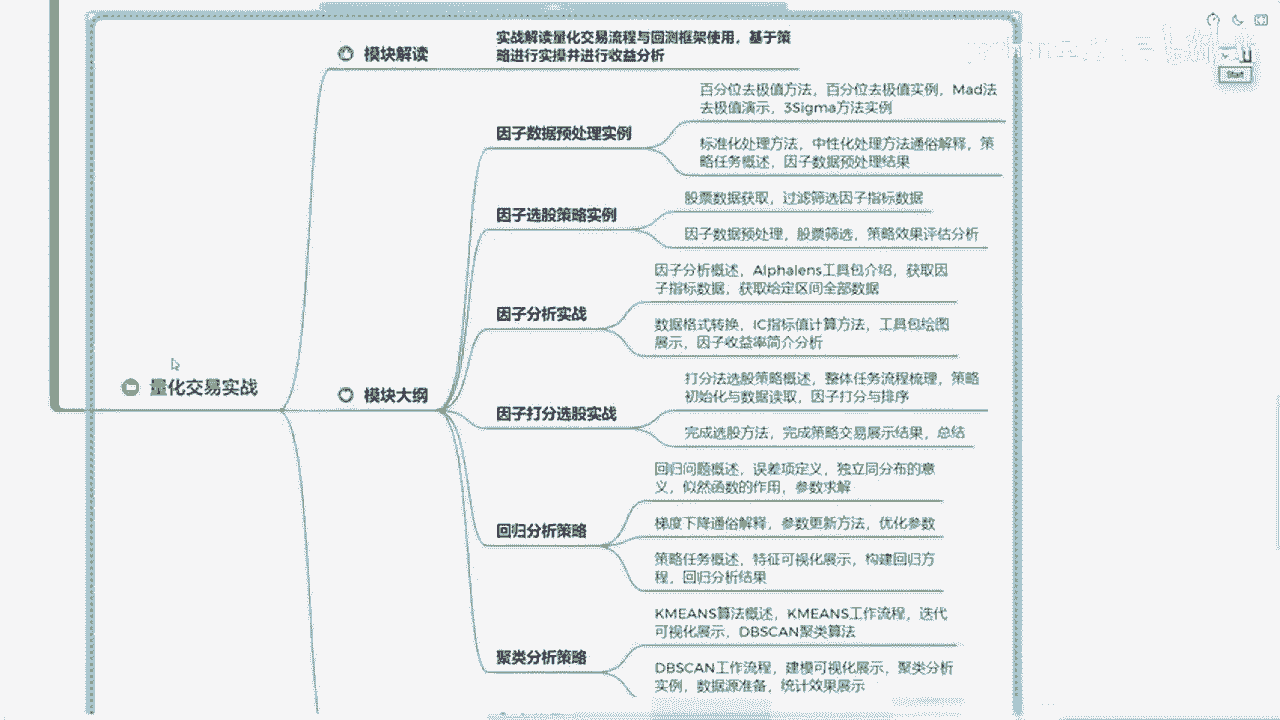 实战解读量化交易流程与回测框架使用，基于策
略进行实操并进行收益分析
模块解读
Start
百分位去极值方法，百分位去极值实例，Mad法
去极值演示，3Sigma方法实例
因子数据预处理实例
标准化处理方法，中性化处理方法通俗解释，策
略任务概述，因子数据预处理结果
股票数据获取，过滤筛选因子指标数据
因子选股策略实例
因子数据预处理，股票筛选，策略效果评估分析
因子分析概述，Alphalens工具包介绍，获取因
子指标数据，获取给定区间全部数据
因子分析实战
数据格式转换，IC指标值计算方法，工具包绘图
展示，因子收益率简介分析
量化交易实战
模块大纲
打分法选股策略概述，整体任务流程梳理，策略
初始化与数据读取，因子打分与排序
因子打分选股实战
完成选股方法，完成策略交易展示结果，总结
回归问题概述，误差项定义，独立同分布的意
义，似然函数的作用，参数求解
梯度下降通俗解释，参数更新方法，优化参数
回归分析策略
策略任务概述，特征可视化展示，构建回归方
程，回归分析结果
KMEANS算法概述，KMEANS工作流程，迭代
可视化展示，DBSCAN聚类算法
聚类分析策略
DBSCAN工作流程，建模可视化展示，聚类分析
实例，数据源准备，统计效果展示